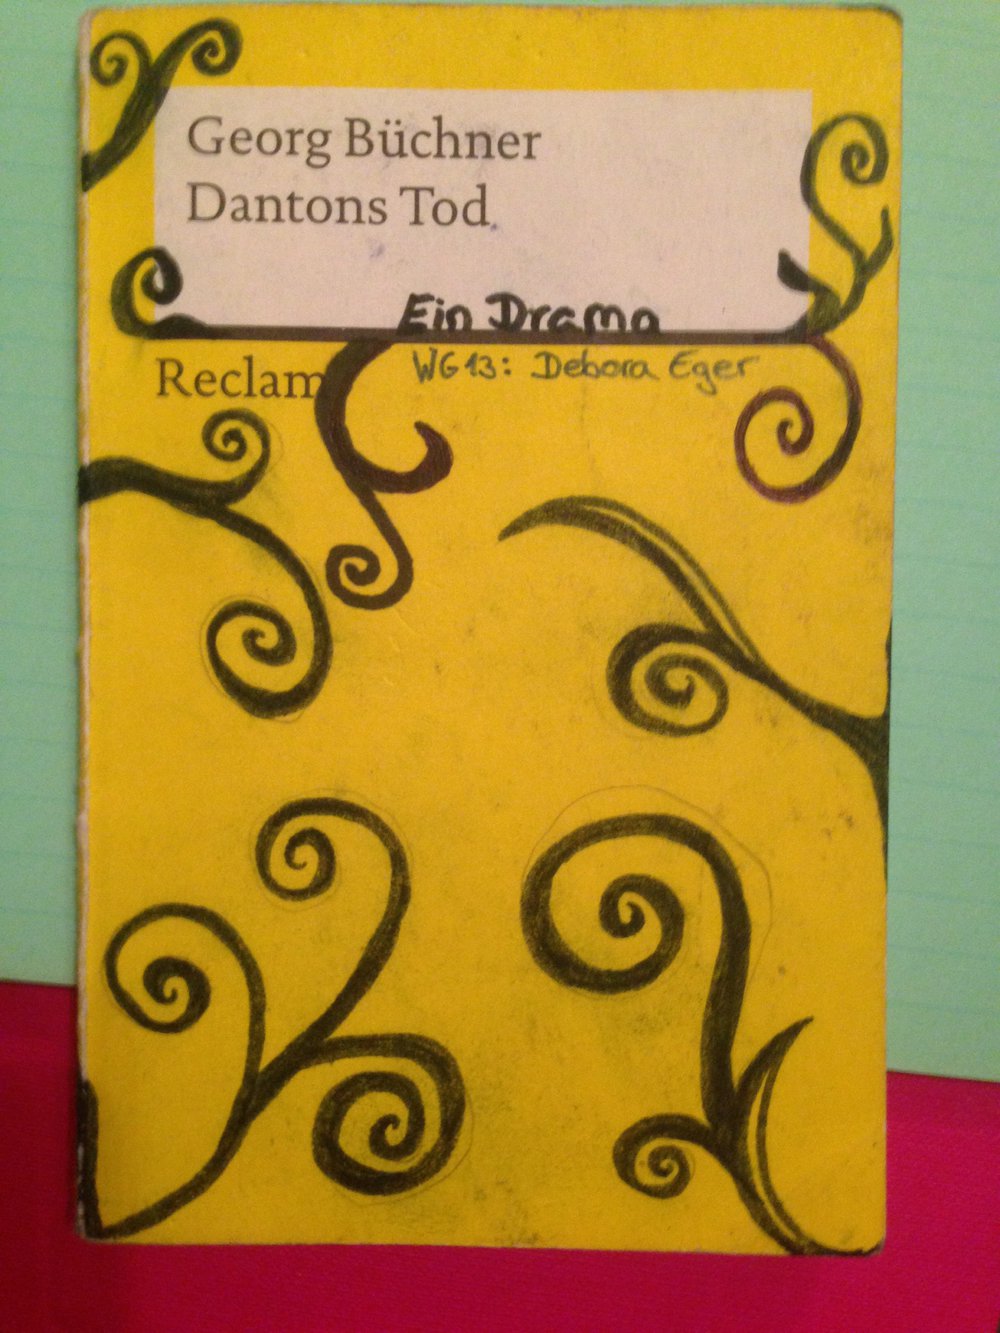 Georg Büchner
Dantons Tod
Ein Drama
Reclam
WG13: Debora Eger